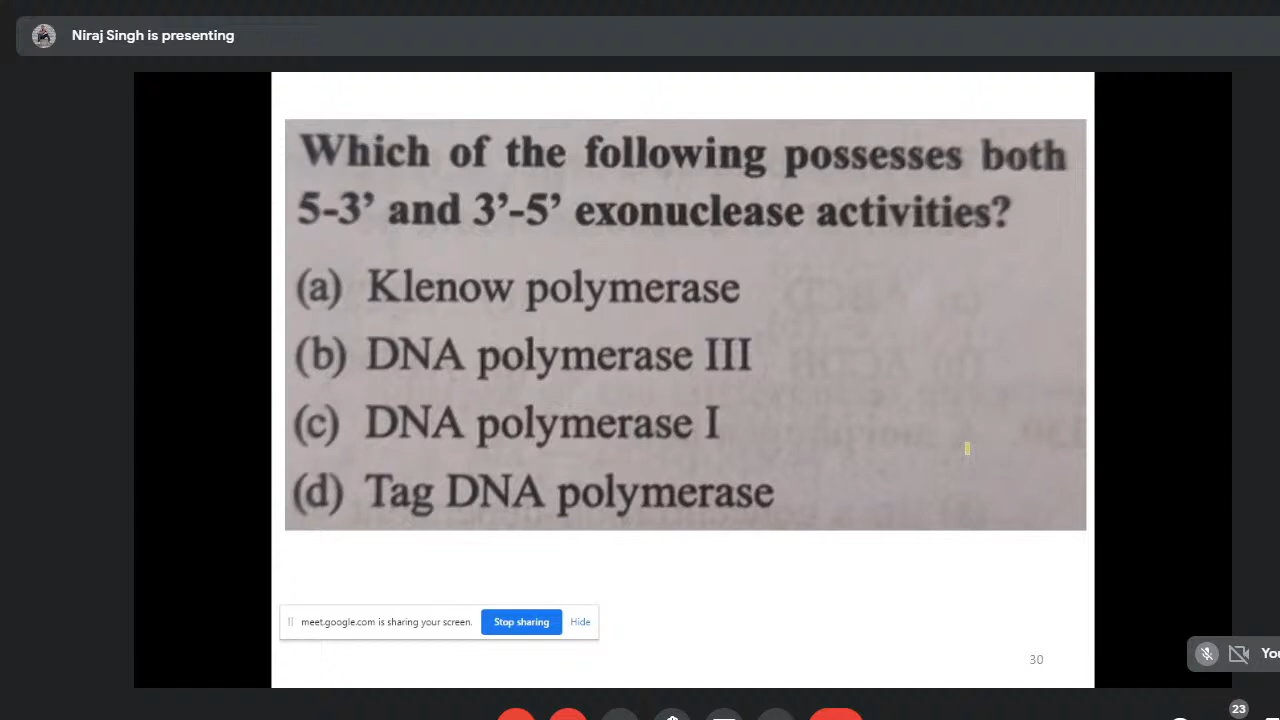 Niraj Singh is presenting
Which of the following possesses both
5-3’ and 3’-5’ exonuclease activities?
(a) Klenow polymerase
(b) DNA polymerase III
(c) DNA polymerase I
(d) Tag DNA polymerase
meet.google.com is sharing your screen.
Stop sharing
Hide
30
You
23